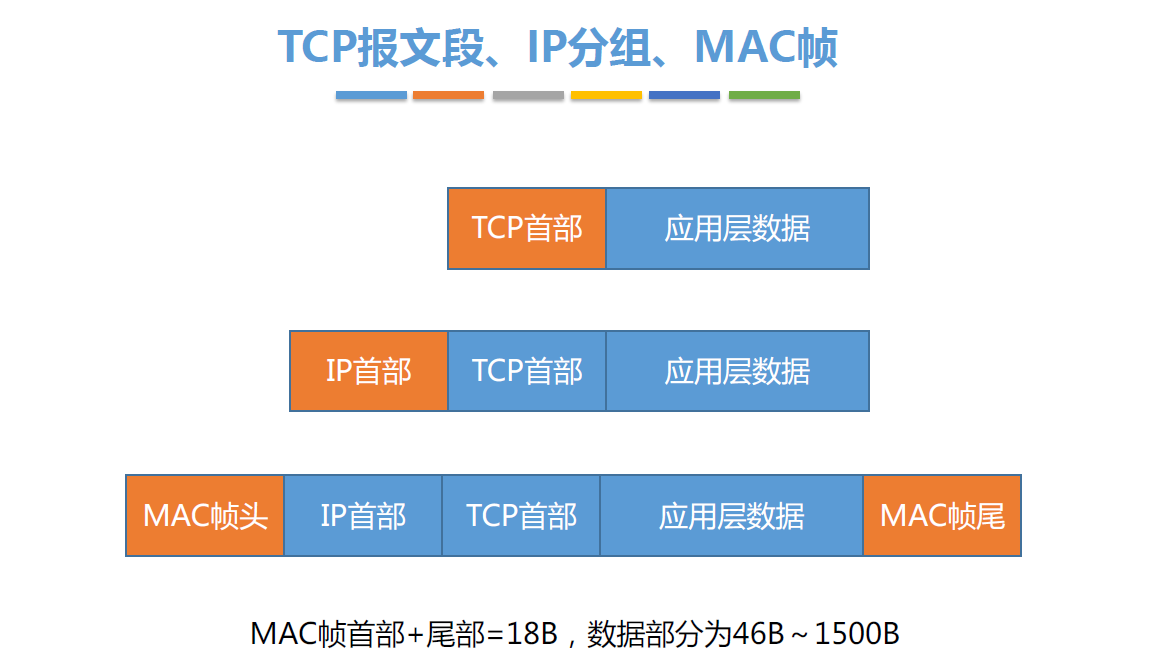 TCP报文段、IP分组、MAC帧
TCP首部 应用层数据
IP首部 TCP首部 应用层数据
MAC帧头 IP首部 TCP首部 应用层数据 MAC帧尾
MAC帧首部+尾部=18B，数据部分为46B～1500B